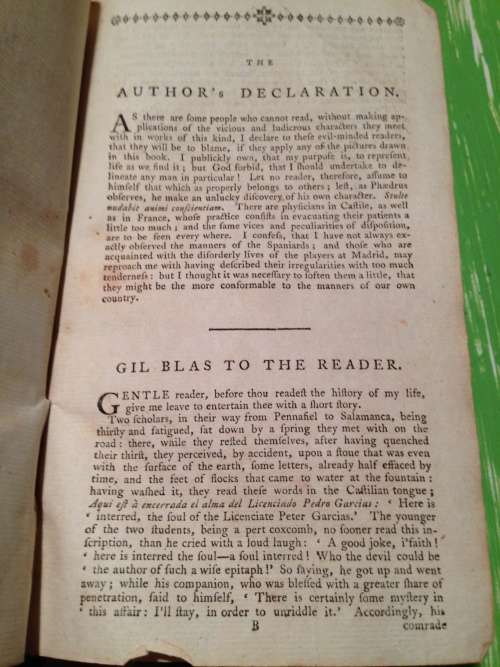 THE
AUTHOR's DECLARATION.
AS there are ſome people who cannot read, without making ap-
plications of the vicious and ludicrous characters they meet
with in works of this kind, I declare to theſe evil-minded readers,
that they will be to blame, if they apply any of the pictures drawn
in this book. I publickly own, that my purpoſe is, to repreſent
life as we find it; but God forbid, that I ſhould undertake to de-
lineate any man in particular! Let no reader, therefore, aſſume to
himſelf that which as properly belongs to others; leſt, as Phædrus
obſerves, he make an unlucky diſcovery of his own character. Stulte
nudabit animi conſcientiam. There are phyſicians in Caſtile, as well
as in France, whoſe practice conſiſts in evacuating their patients a
little too much; and the ſame vices and peculiarities of diſpoſition,
are to be ſeen every where. I confeſs, that I have not always ex-
actly obſerved the manners of the Spaniards; and thoſe who are
acquainted with the diſorderly lives of the players at Madrid, may
reproach me with having deſcribed their irregularities with too much
tenderneſs: but I thought it was neceſſary to ſoften them a little, that
they might be the more conformable to the manners of our own
country.
GIL BLAS TO THE READER.
GENTLE reader, before thou readeſt the hiſtory of my life,
give me leave to entertain thee with a ſhort ſtory.
Two ſcholars, in their way from Pennafiel to Salamanca, being
thirſty and fatigued, ſat down by a ſpring they met with on the
road: there, while they reſted themſelves, after having quenched
their thirſt, they perceived, by accident, upon a ſtone that was even
with the ſurface of the earth, ſome letters, already half effaced by
time, and the feet of flocks that came to water at the fountain:
having waſhed it, they read theſe words in the Caſtilian tongue;
Aqui eſt à encerrada el alma del Licencindo Pedro Garcius: ' Here is
' interred, the ſoul of the Licenciate Peter Garcias.' The younger
of the two ſtudents, being a pert coxcomb, no ſooner read this in-
ſcription, than he cried with a loud laugh: ' A good joke, i'faith!
' here is interred the ſoul—a ſoul interred! Who the devil could be
' the author of ſuch a wiſe epitaph!' So ſaying, he got up and went
away; while his companion, who was bleſſed with a greater ſhare of
penetration, ſaid to himſelf, ' There is certainly ſome myſtery in
' this affair: I'll ſtay, in order to unriddle it.' Accordingly, his
B comrade